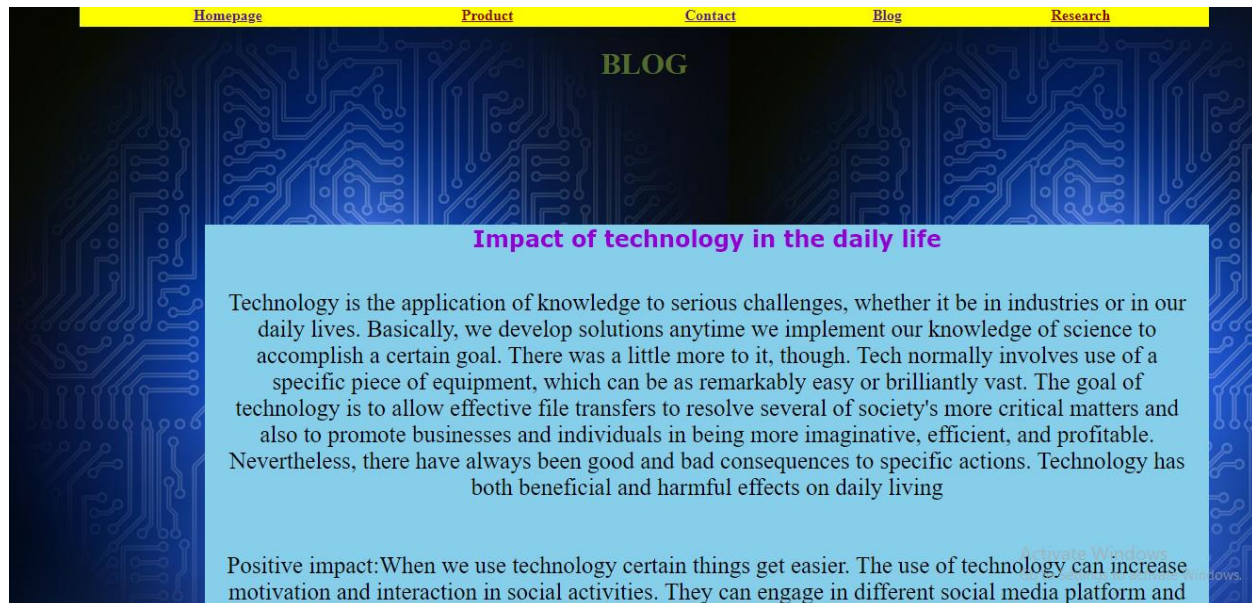 Homepage Product Contact Blog Research
BLOG
Impact of technology in the daily life
Technology is the application of knowledge to serious challenges, whether it be in industries or in our
daily lives. Basically, we develop solutions anytime we implement our knowledge of science to
accomplish a certain goal. There was a little more to it, though. Tech normally involves use of a
specific piece of equipment, which can be as remarkably easy or brilliantly vast. The goal of
technology is to allow effective file transfers to resolve several of society's more critical matters and
also to promote businesses and individuals in being more imaginative, efficient, and profitable.
Nevertheless, there have always been good and bad consequences to specific actions. Technology has
both beneficial and harmful effects on daily living
Activate Windows
Positive impact:When we use technology certain things get easier. The use of technology can increase
motivation and interaction in social activities. They can engage in different social media platform and